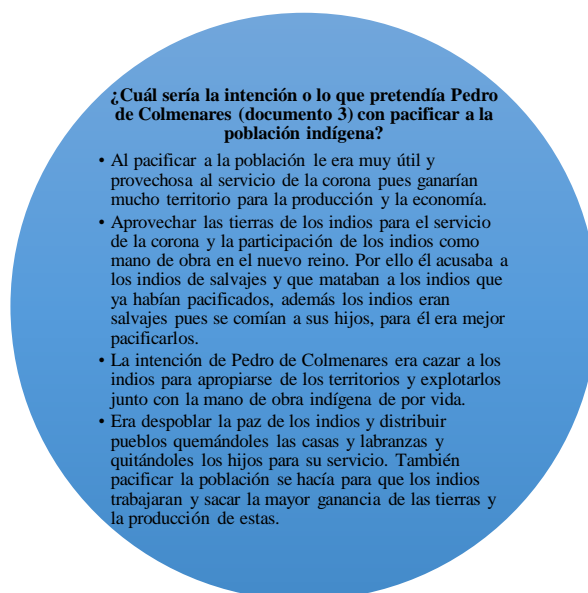 ¿Cuál sería la intención o lo que pretendía Pedro
de Colmenares (documento 3) con pacificar a la
población indígena?
• Al pacificar a la población le era muy útil y
provechosa al servicio de la corona pues ganarían
mucho territorio para la producción y la economía.
• Aprovechar las tierras de los indios para el servicio
de la corona y la participación de los indios como
mano de obra en el nuevo reino. Por ello él acusaba a
los indios de salvajes y que mataban a los indios que
ya habían pacificados, además los indios eran
salvajes pues se comían a sus hijos, para él era mejor
pacificarlos.
• La intención de Pedro de Colmenares era cazar a los
indios para apropiarse de los territorios y explotarlos
junto con la mano de obra indígena de por vida.
• Era despoblar la paz de los indios y distribuir
pueblos quemándoles las casas y labranzas y
quitándoles los hijos para su servicio. También
pacificar la población se hacía para que los indios
trabajaran y sacar la mayor ganancia de las tierras y
la producción de estas.